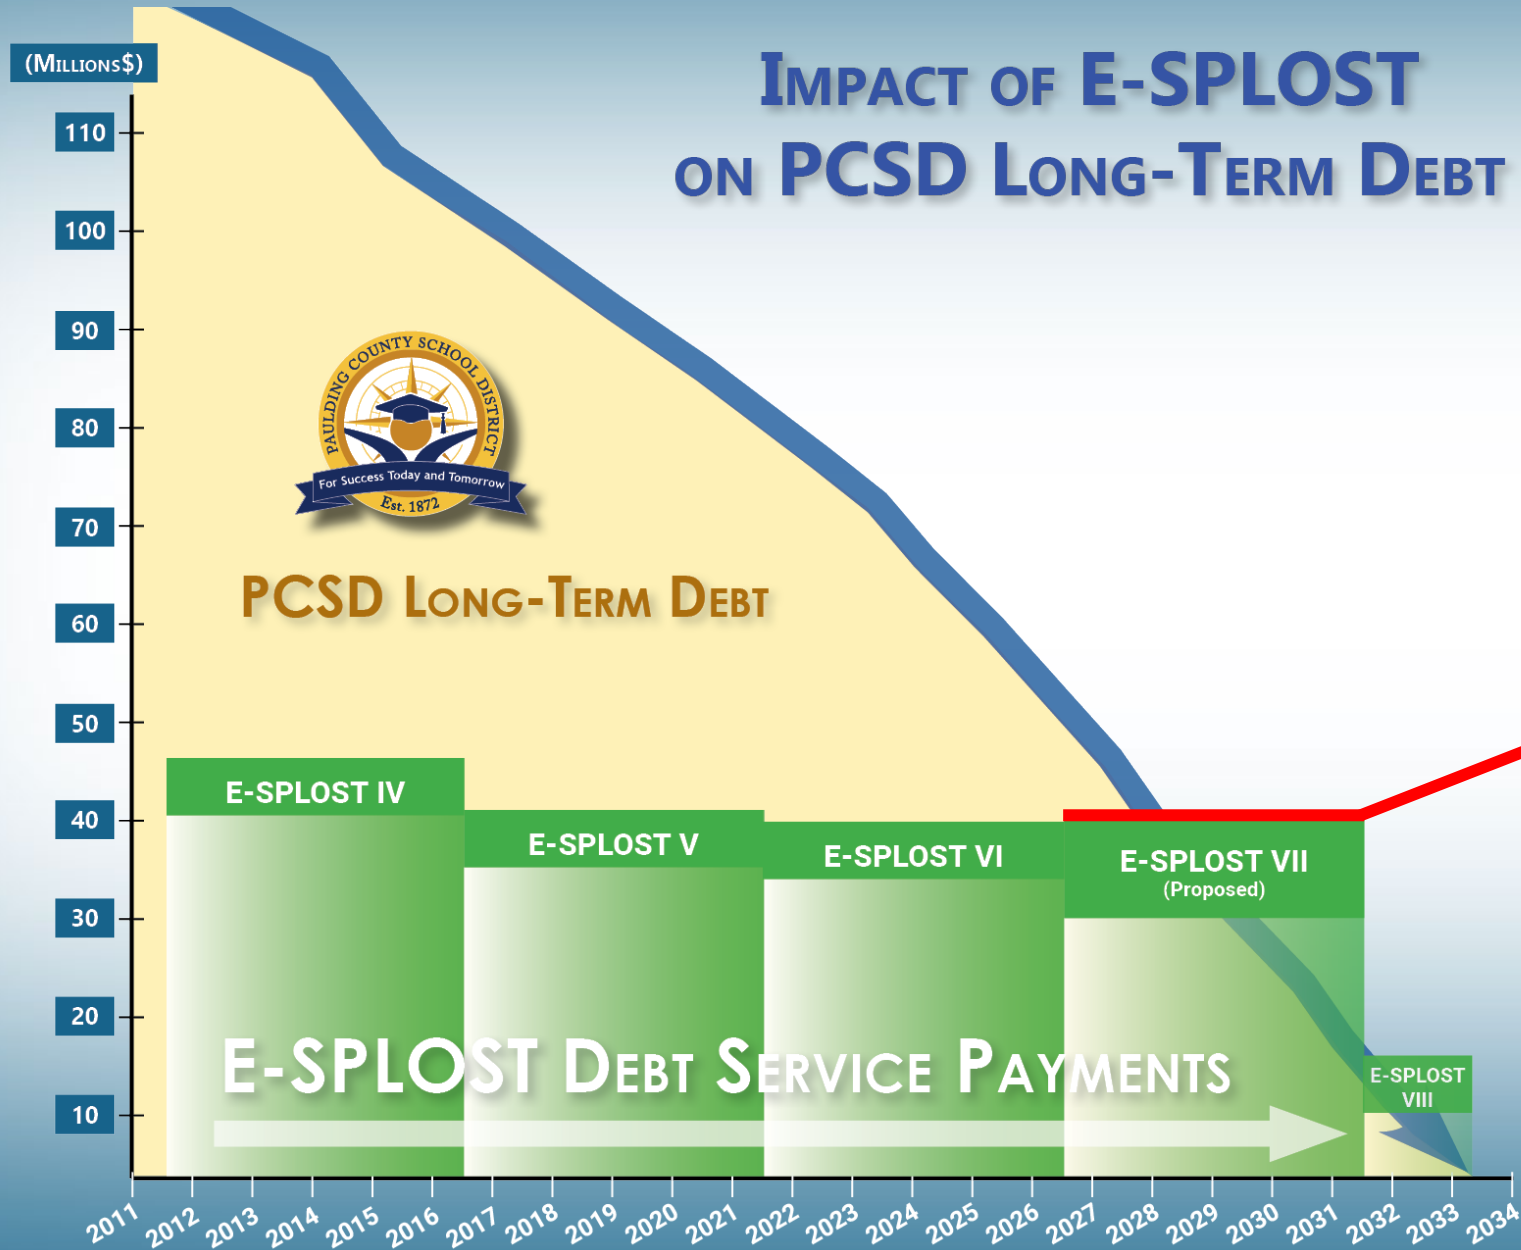 Impact of E-SPLOST
on PCSD Long-Term Debt
(Millions$)
110
100
90
80
70
60
50
40
30
20
10
PAULDING COUNTY SCHOOL DISTRICT
For Success Today and Tomorrow
Est. 1872
PCSD Long-Term Debt
E-SPLOST IV
E-SPLOST V
E-SPLOST VI
E-SPLOST VII
(Proposed)
E-SPLOST
VIII
E-SPLOST Debt Service Payments
2011 2012 2013 2014 2015 2016 2017 2018 2019 2020 2021 2022 2023 2024 2025 2026 2027 2028 2029 2030 2031 2032 2033 2034